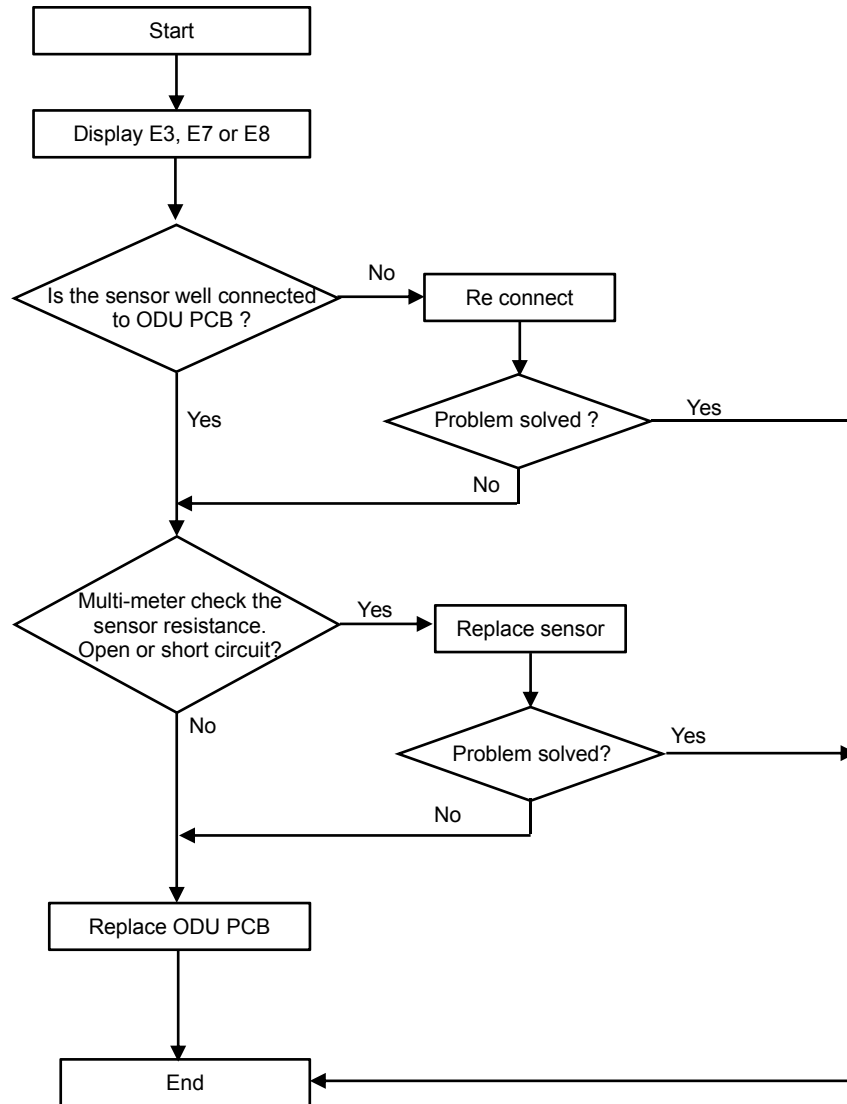 Start
Display E3, E7 or E8
Is the sensor well connected
to ODU PCB ?
No
Re connect
Yes
Problem solved ?
Yes
No
Multi-meter check the
sensor resistance.
Open or short circuit?
Yes
Replace sensor
No
Problem solved?
Yes
No
Replace ODU PCB
End